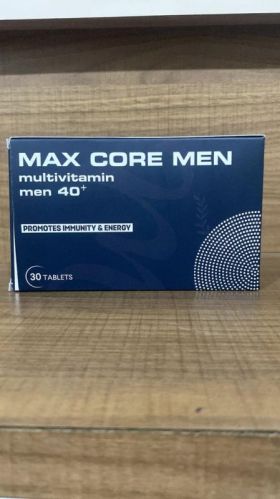 MAX CORE MEN
multivitamin
men 40+
PROMOTES IMMUNITY & ENERGY
30 TABLETS